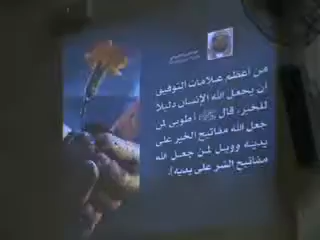 من أعظم علامات التوفيق
أن يجعل الله الإنسان دليلاً
للخير، قال ﷺ (طوبى لمن
جعل الله مفاتيح الخير على
يديه وويل لمن جعل الله
مفاتيح الشر على يديه).